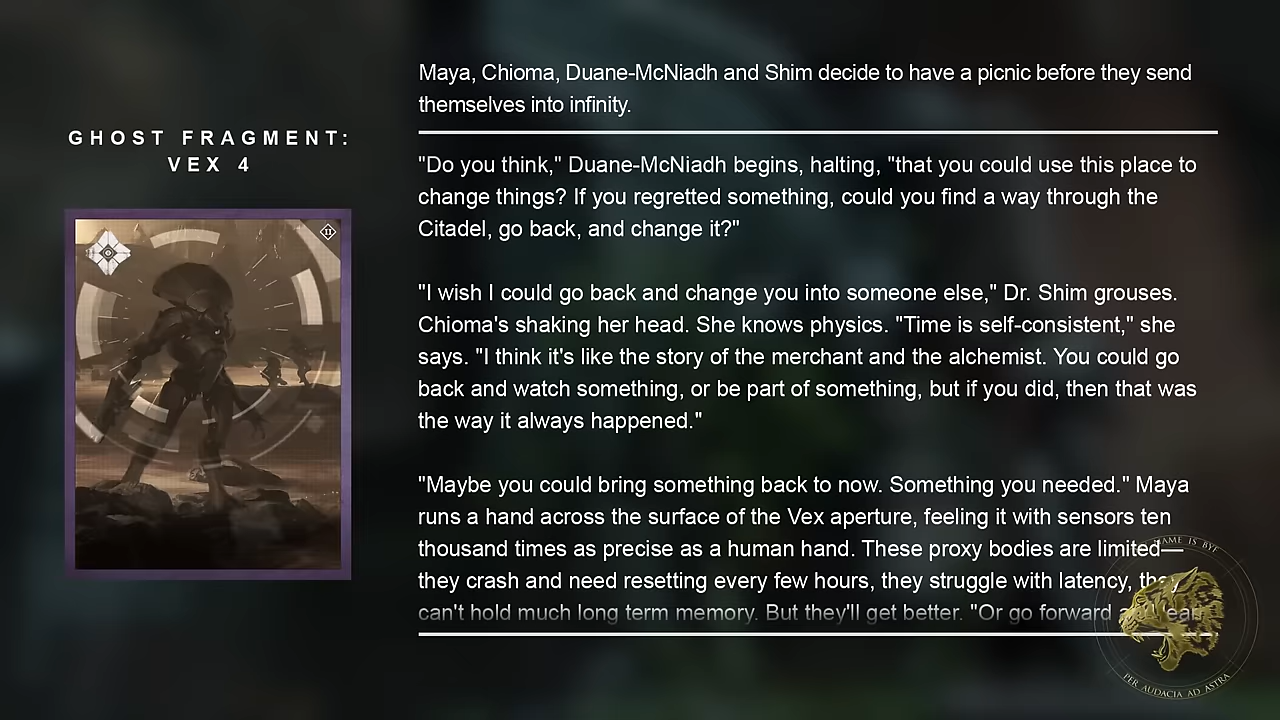 Maya, Chioma, Duane-McNiadh and Shim decide to have a picnic before they send
themselves into infinity.
GHOST FRAGMENT:
VEX 4
11
"Do you think," Duane-McNiadh begins, halting, "that you could use this place to
change things? If you regretted something, could you find a way through the
Citadel, go back, and change it?"
"I wish I could go back and change you into someone else," Dr. Shim grouses.
Chioma's shaking her head. She knows physics. "Time is self-consistent," she
says. "I think it's like the story of the merchant and the alchemist. You could go
back and watch something, or be part of something, but if you did, then that was
the way it always happened."
"Maybe you could bring something back to now. Something you needed." Maya
runs a hand across the surface of the Vex aperture, feeling it with sensors ten
thousand times as precise as a human hand. These proxy bodies are limited—
they crash and need resetting every few hours, they struggle with latency, they
can't hold much long term memory. But they'll get better. "Or go forward
NAME IS BYF
PER AUDACIA AD ASTRA